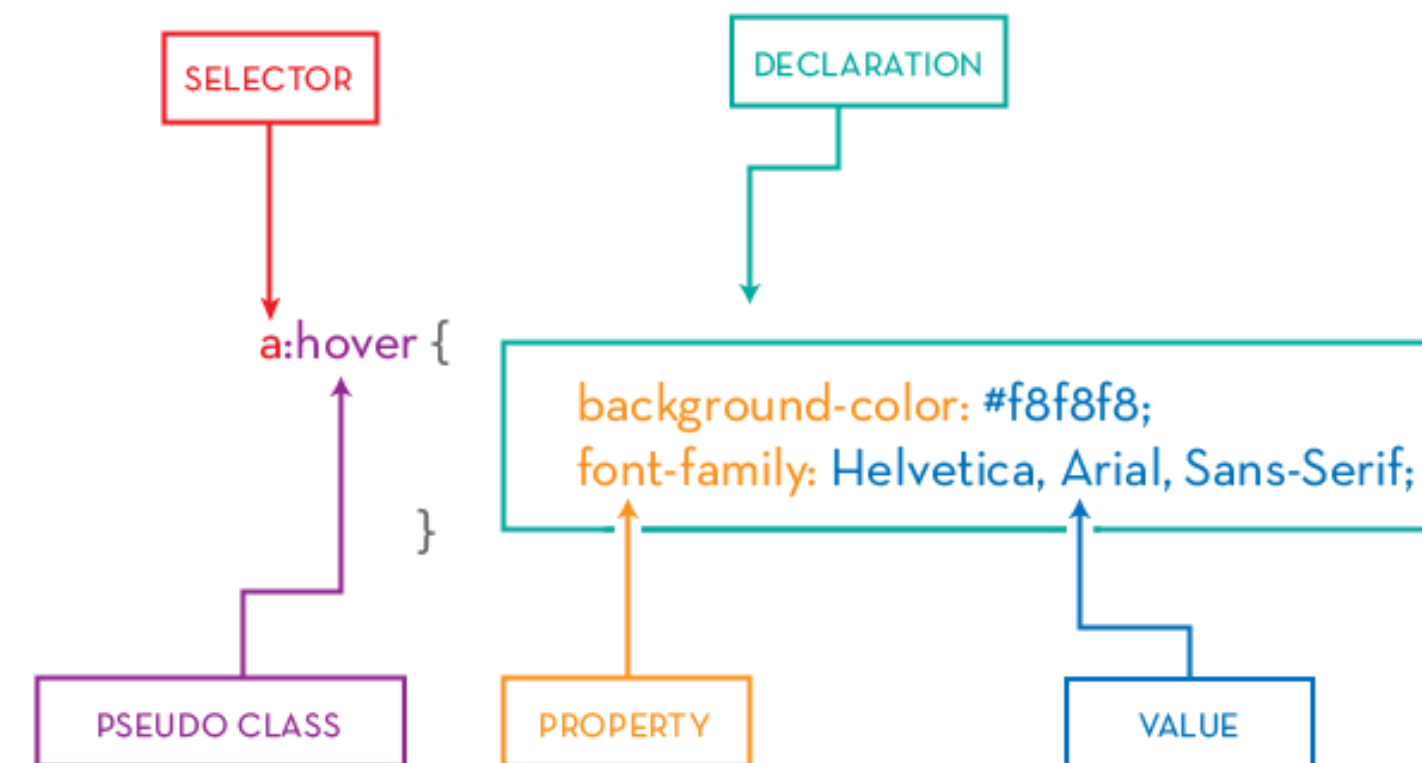 SELECTOR
DECLARATION
a:hover {
background-color: #f8f8f8;
font-family: Helvetica, Arial, Sans-Serif;
}
PSEUDO CLASS
PROPERTY
VALUE